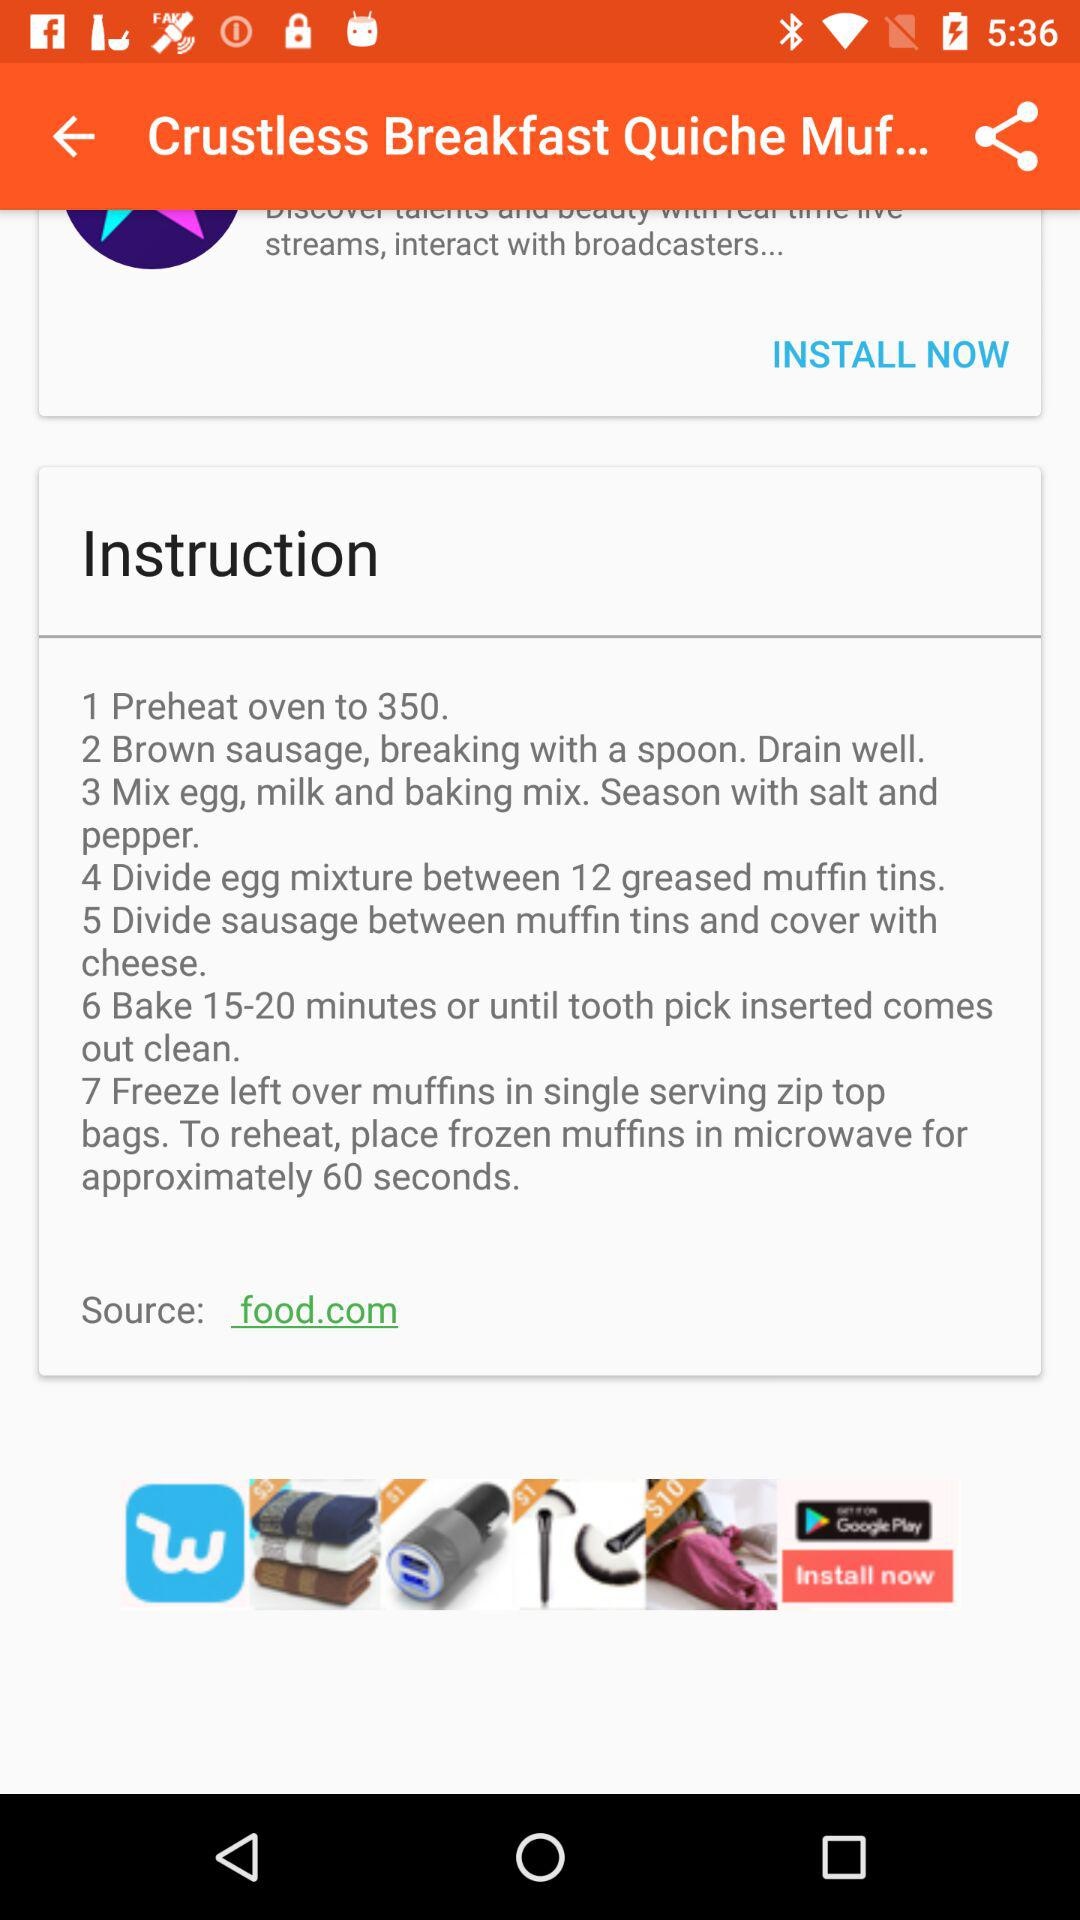 FAKE
5:36
Crustless Breakfast Quiche Muf...
Discover talents and beauty with real time live
streams, interact with broadcasters...
INSTALL NOW
Instruction
1 Preheat oven to 350.
2 Brown sausage, breaking with a spoon. Drain well.
3 Mix egg, milk and baking mix. Season with salt and
pepper.
4 Divide egg mixture between 12 greased muffin tins.
5 Divide sausage between muffin tins and cover with
cheese.
6 Bake 15-20 minutes or until tooth pick inserted comes
out clean.
7 Freeze left over muffins in single serving zip top
bags. To reheat, place frozen muffins in microwave for
approximately 60 seconds.
Source: food.com
$3
$1
$1
$10
GET IT ON
Google Play
Install now